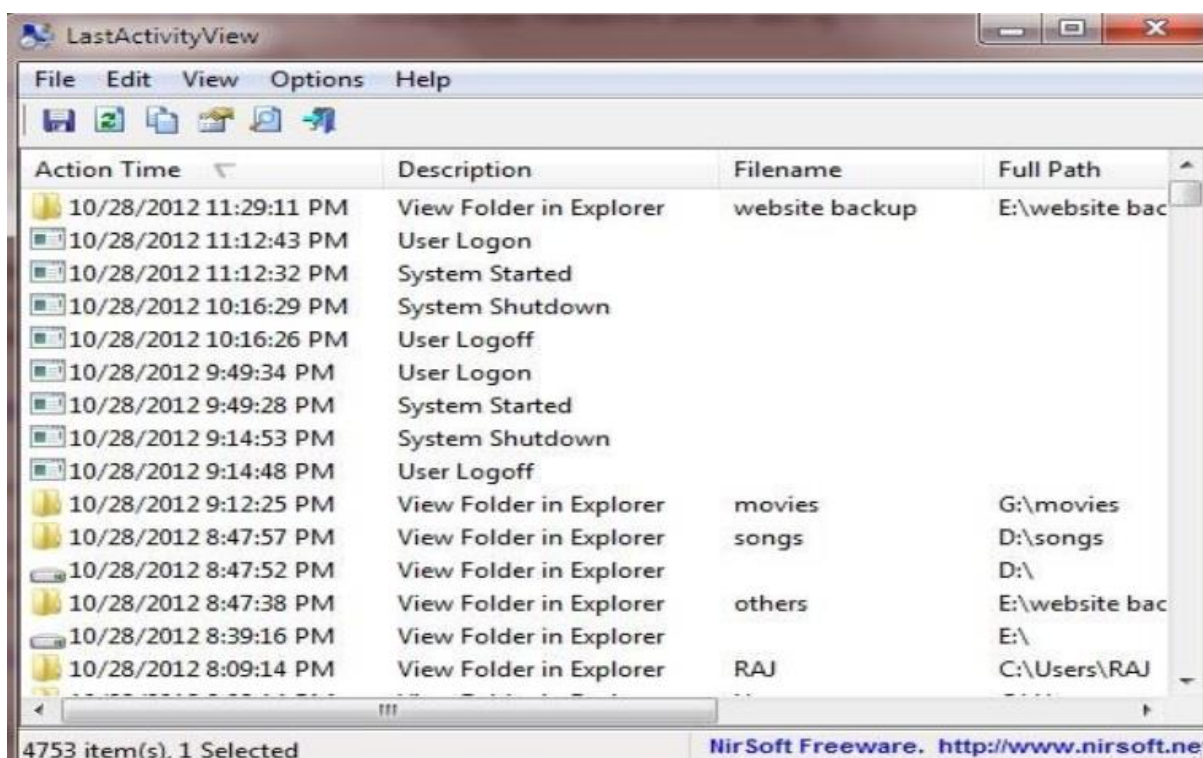 LastActivityView
File Edit View Options Help
Action Time Description Filename Full Path
10/28/2012 11:29:11 PM View Folder in Explorer website backup E:\website bac
10/28/2012 11:12:43 PM User Logon
10/28/2012 11:12:32 PM System Started
10/28/2012 10:16:29 PM System Shutdown
10/28/2012 10:16:26 PM User Logoff
10/28/2012 9:49:34 PM User Logon
10/28/2012 9:49:28 PM System Started
10/28/2012 9:14:53 PM System Shutdown
10/28/2012 9:14:48 PM User Logoff
10/28/2012 9:12:25 PM View Folder in Explorer movies G:\movies
10/28/2012 8:47:57 PM View Folder in Explorer songs D:\songs
10/28/2012 8:47:52 PM View Folder in Explorer D:\
10/28/2012 8:47:38 PM View Folder in Explorer others E:\website bac
10/28/2012 8:39:16 PM View Folder in Explorer E:\
10/28/2012 8:09:14 PM View Folder in Explorer RAJ C:\Users\RAJ
4753 item(s), 1 Selected NirSoft Freeware. http://www.nirsoft.ne